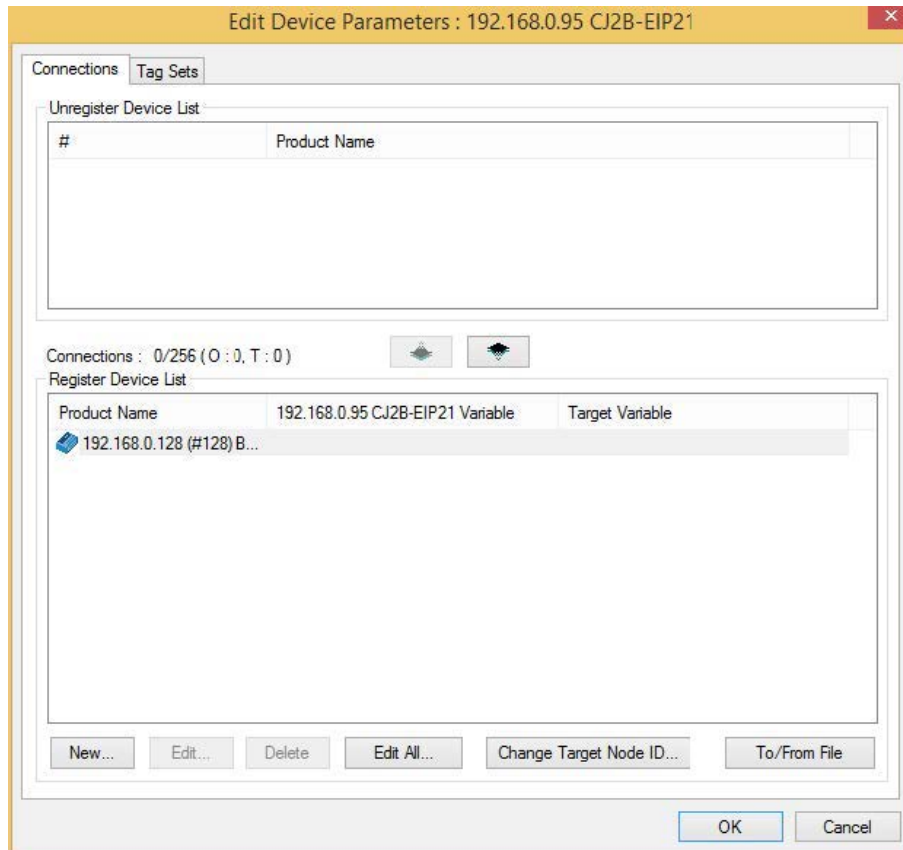 Edit Device Parameters : 192.168.0.95 CJ2B-EIP21
Connections Tag Sets
Unregister Device List
# Product Name
Connections : 0/256 ( O : 0, T : 0 )
Register Device List
Product Name 192.168.0.95 CJ2B-EIP21 Variable Target Variable
192.168.0.128 (#128) B...
New... Edit... Delete Edit All... Change Target Node ID... To/From File
OK Cancel